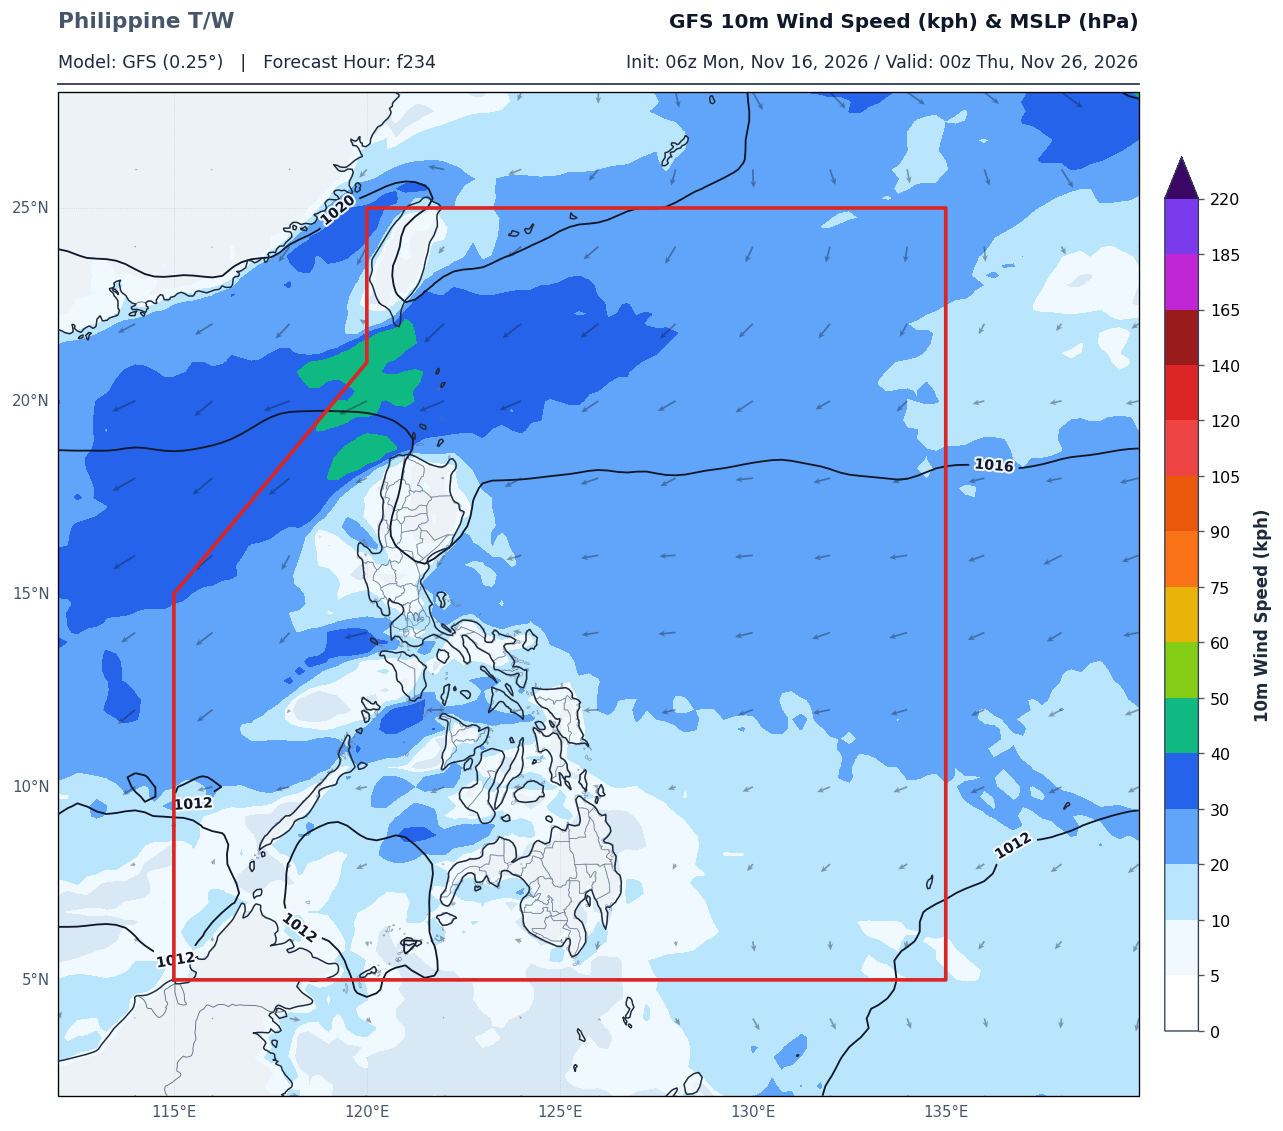 Philippine T/W
GFS 10m Wind Speed (kph) & MSLP (hPa)
Model: GFS (0.25°)   |   Forecast Hour: f234
Init: 06z Mon, Nov 16, 2026 / Valid: 00z Thu, Nov 26, 2026
25°N
20°N
15°N
10°N
5°N
1020
1016
1012
1012
1012
1012
115°E
120°E
125°E
130°E
135°E
220
185
165
140
120
105
90
75
60
50
40
30
20
10
5
0
10m Wind Speed (kph)